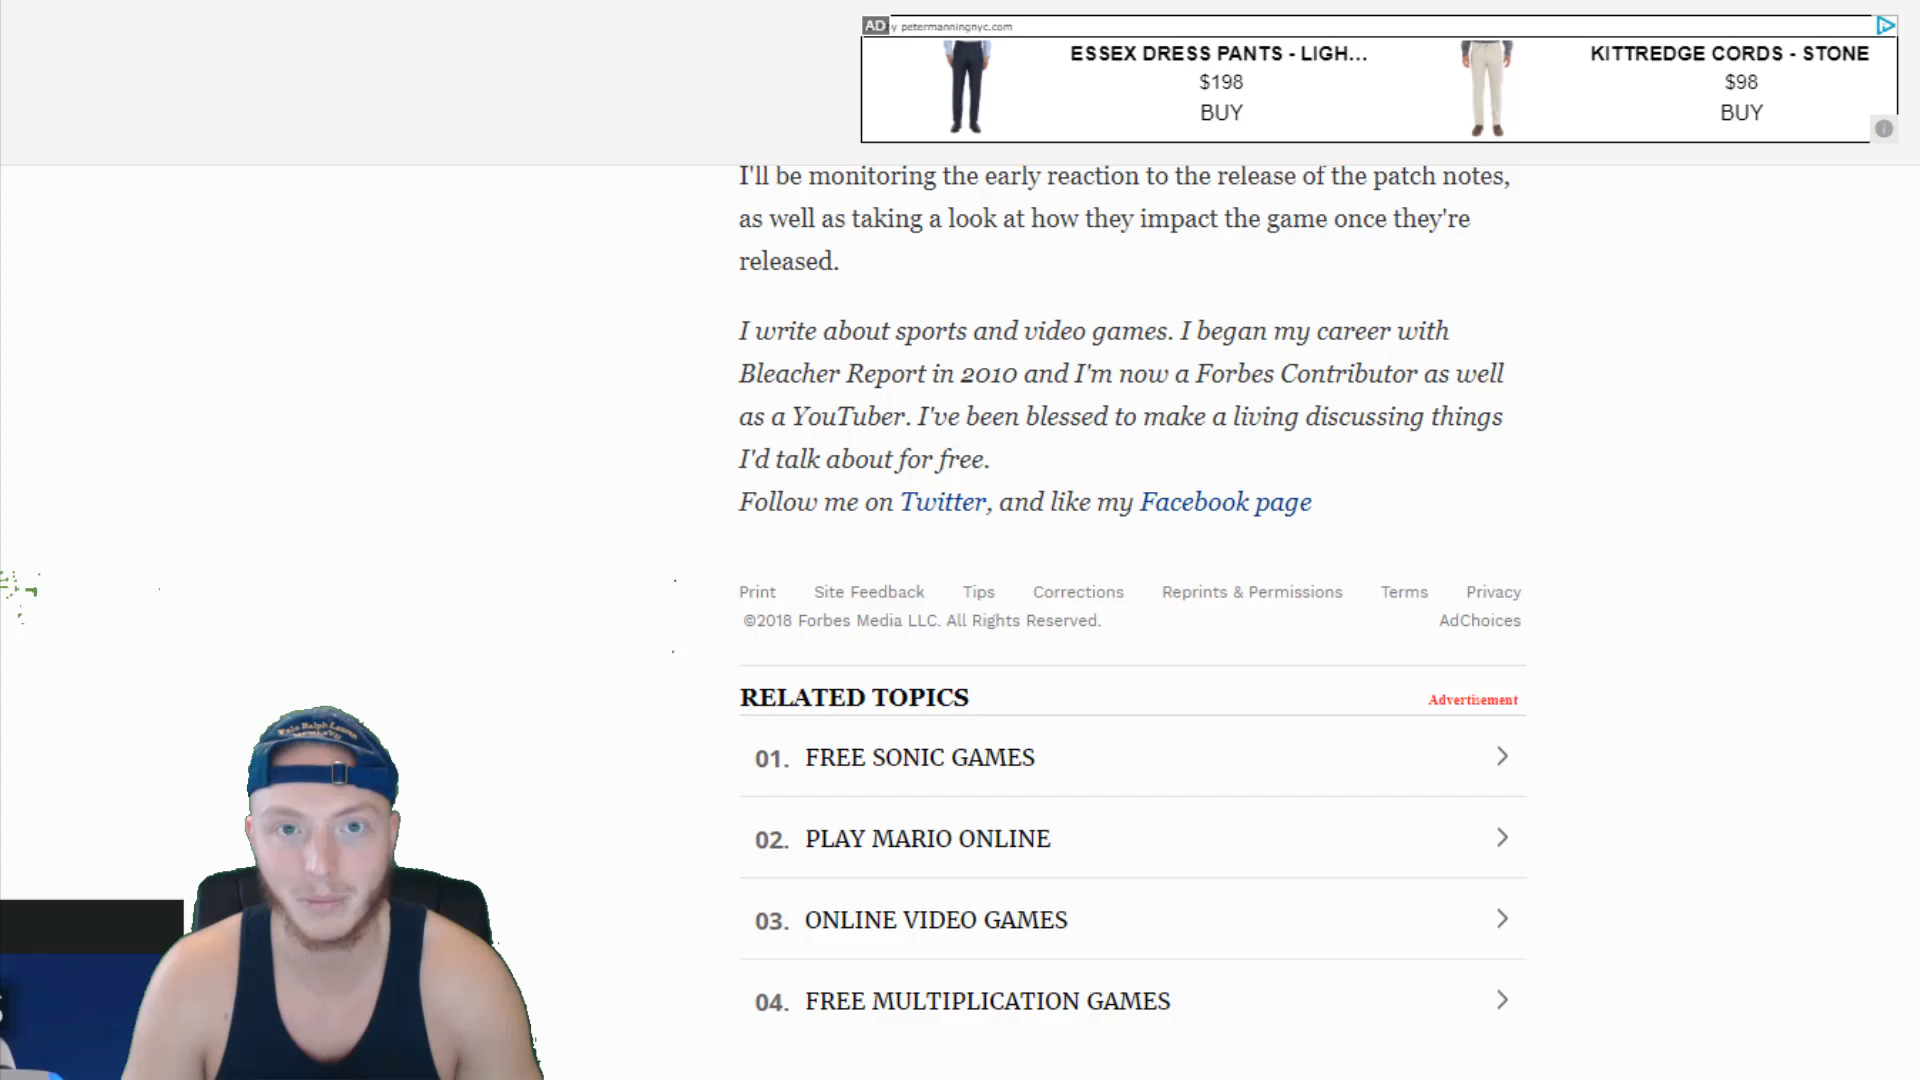 AD y petermanningnyc.com
ESSEX DRESS PANTS - LIGH...
$198
BUY
KITTREDGE CORDS - STONE
$98
BUY
I'll be monitoring the early reaction to the release of the patch notes,
as well as taking a look at how they impact the game once they're
released.
I write about sports and video games. I began my career with
Bleacher Report in 2010 and I'm now a Forbes Contributor as well
as a YouTuber. I've been blessed to make a living discussing things
I'd talk about for free.
Follow me on Twitter, and like my Facebook page
Print Site Feedback Tips Corrections Reprints & Permissions Terms Privacy
©2018 Forbes Media LLC. All Rights Reserved. AdChoices
RELATED TOPICS Advertisement
01. FREE SONIC GAMES
02. PLAY MARIO ONLINE
03. ONLINE VIDEO GAMES
04. FREE MULTIPLICATION GAMES